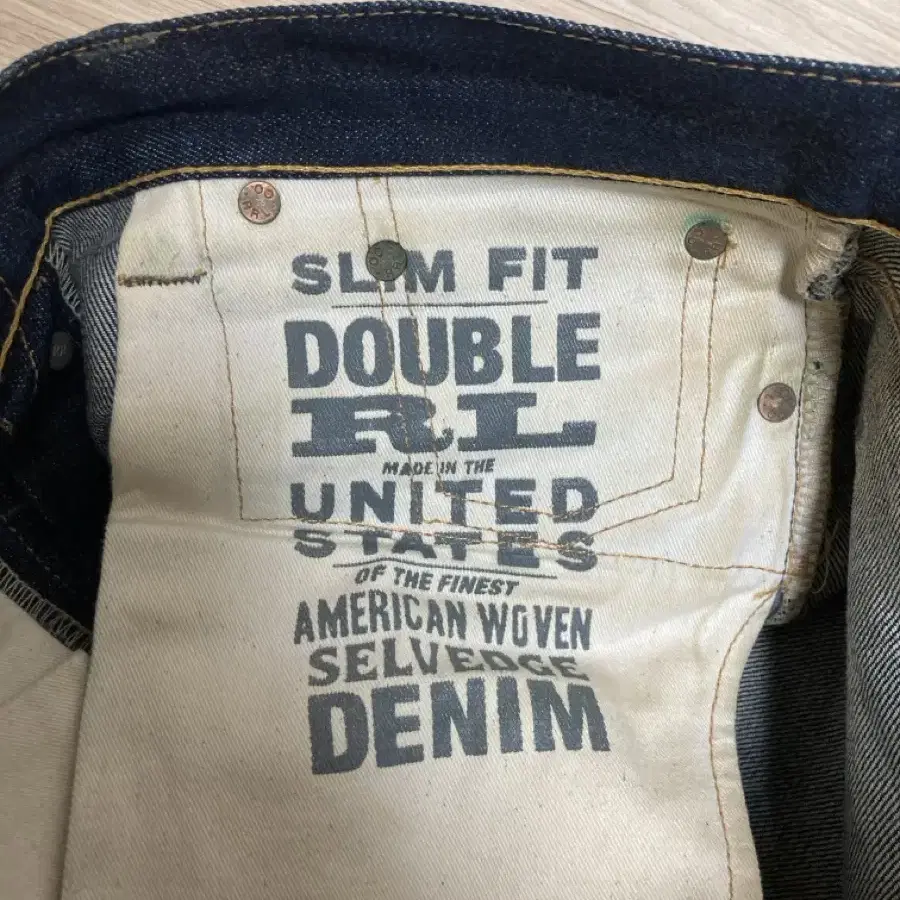 SLIM FIT
DOUBLE
RL
MADE IN THE
UNITED
STATES
OF THE FINEST
AMERICAN WOVEN
SELVEDGE
DENIM